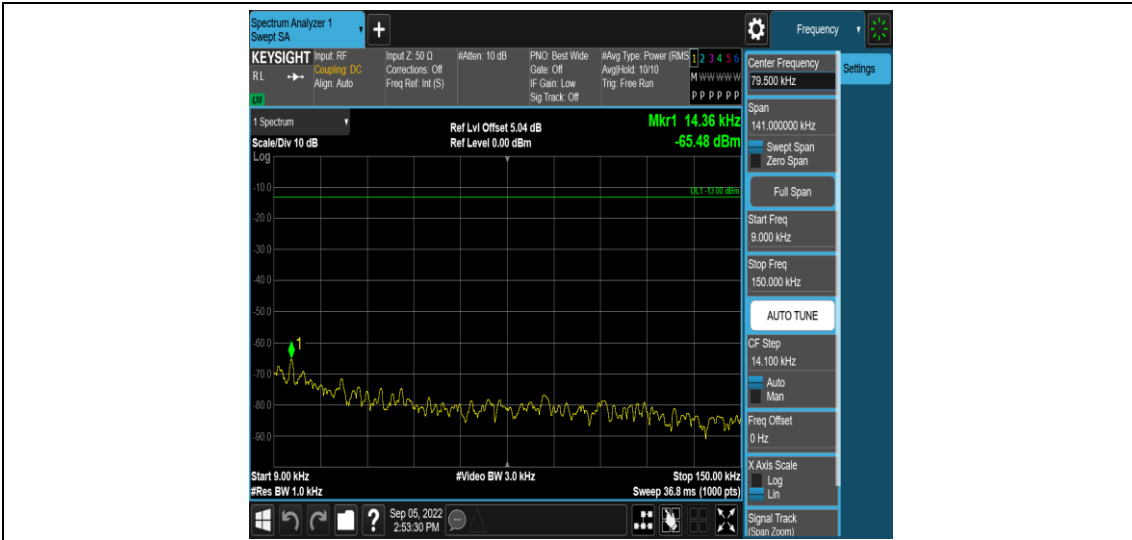 Spectrum Analyzer 1
Swept SA
+
Frequency
KEYSIGHT
RL
LXI
Input: RF
Coupling: DC
Align: Auto
Input Z: 50 Ω
Corrections: Off
Freq Ref: Int (S)
#Atten: 10 dB
PNO: Best Wide
Gate: Off
IF Gain: Low
Sig Track: Off
#Avg Type: Power (RMS
Avg|Hold: 10/10
Trig: Free Run
1 2 3 4 5 6
M W W W W W
P P P P P P
Center Frequency
79.500 kHz
Settings
Span
141.000000 kHz
Swept Span
Zero Span
Full Span
Start Freq
9.000 kHz
Stop Freq
150.000 kHz
AUTO TUNE
CF Step
14.100 kHz
Auto
Man
Freq Offset
0 Hz
X Axis Scale
Log
Lin
Signal Track
(Span Zoom)
1 Spectrum
Scale/Div 10 dB
Log
Ref Lvl Offset 5.04 dB
Ref Level 0.00 dBm
Mkr1 14.36 kHz
-65.48 dBm
DL1 -13.00 dBm
-10.0
-20.0
-30.0
-40.0
-50.0
-60.0
1
-70.0
-80.0
-90.0
Start 9.00 kHz
#Res BW 1.0 kHz
#Video BW 3.0 kHz
Stop 150.00 kHz
Sweep 36.8 ms (1000 pts)
?
Sep 05, 2022
2:53:30 PM